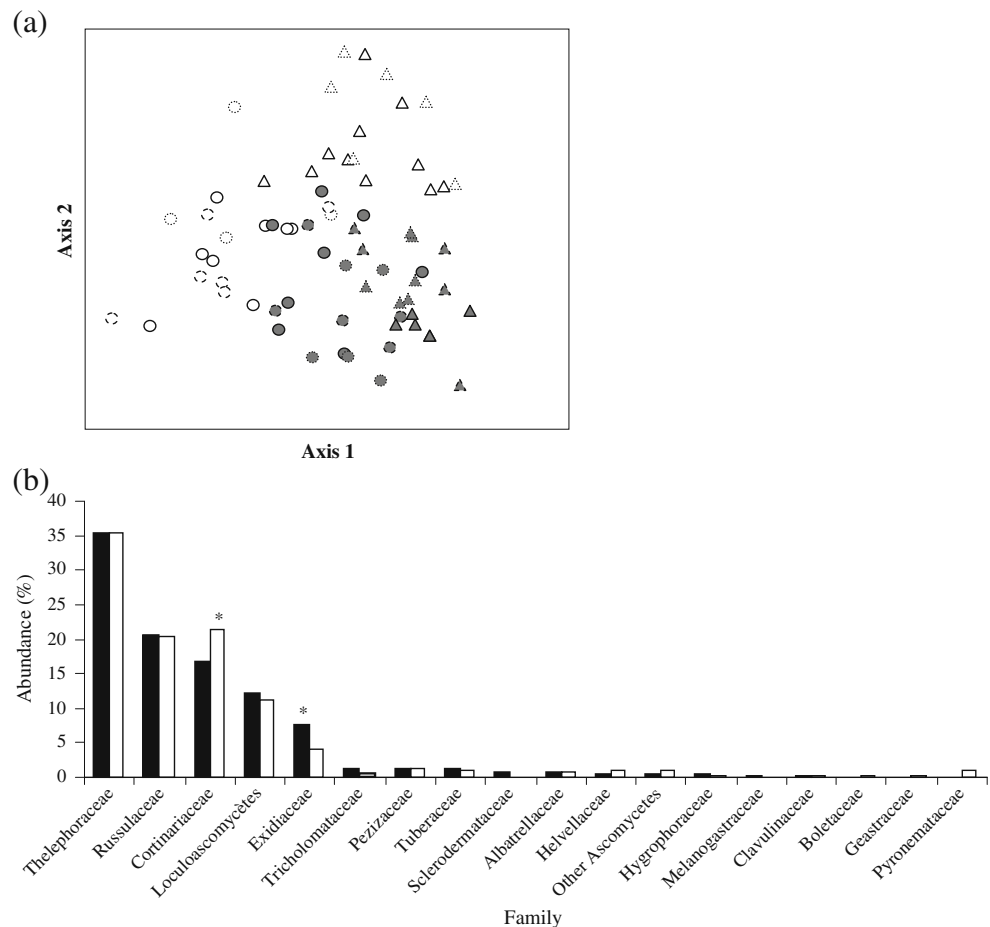 (a)
Axis 2
Axis 1
(b)
Abundance (%)
40
35
30
25
20
15
10
5
0
*
*
Thelephoraceae
Russulaceae
Cortinariaceae
Loculoascomycètes
Exidiaceae
Tricholomataceae
Pezizaceae
Tuberaceae
Sclerodermataceae
Albatrellaceae
Helvellaceae
Other Ascomycetes
Hygrophoraceae
Melanogastraceae
Clavulinaceae
Boletaceae
Geastraceae
Pyronemataceae
Family